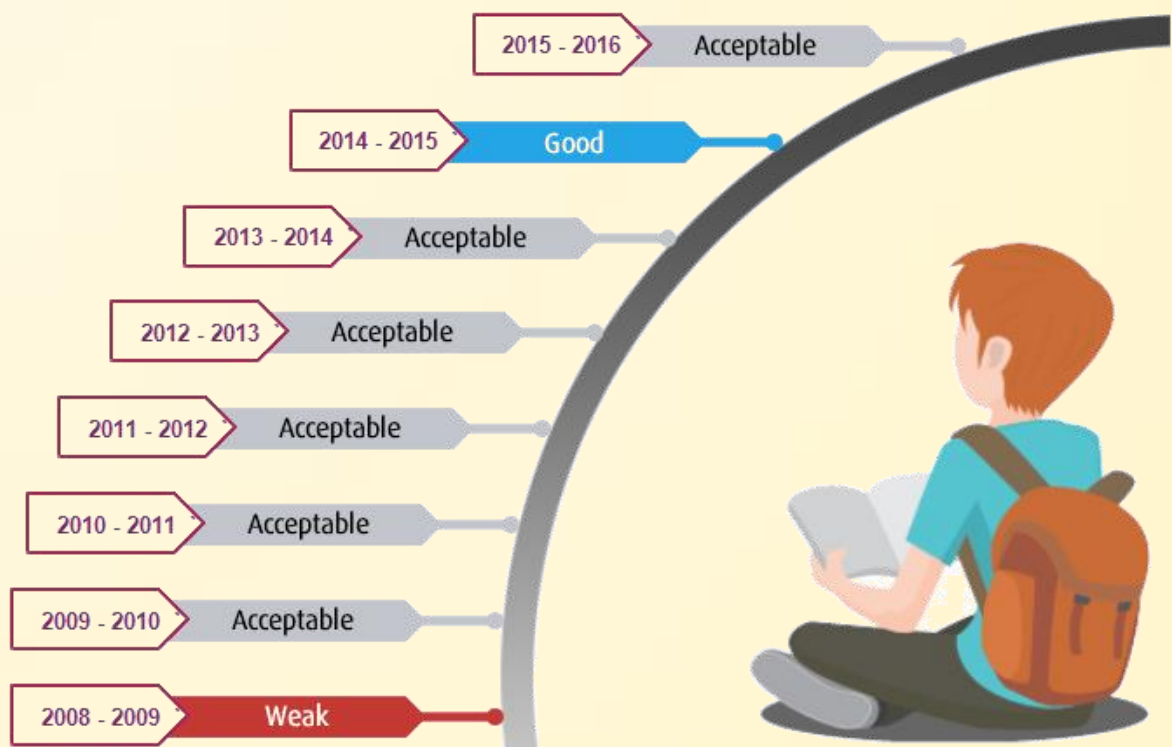 2015 - 2016 Acceptable
2014 - 2015 Good
2013 - 2014 Acceptable
2012 - 2013 Acceptable
2011 - 2012 Acceptable
2010 - 2011 Acceptable
2009 - 2010 Acceptable
2008 - 2009 Weak